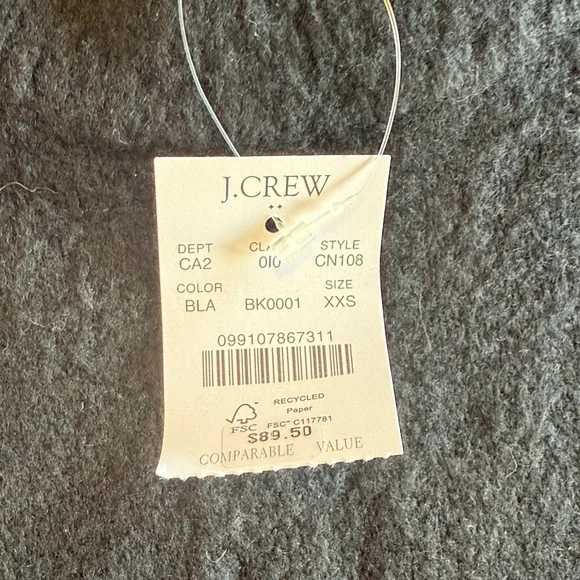 J.CREW
DEPT STYLE
CA2 0I0 CN108
COLOR SIZE
BLA BK0001 XXS
099107867311
RECYCLED
Paper
FSC FSC™ C117781
$89.50
COMPARABLE VALUE